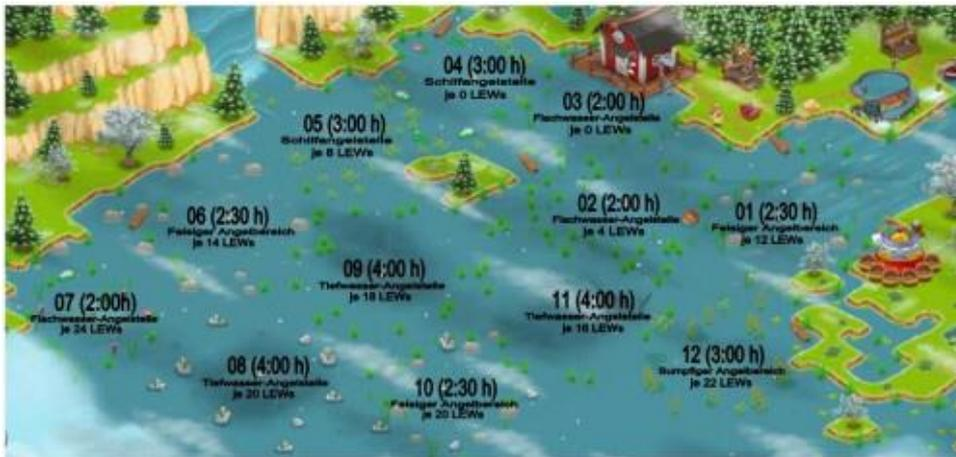 04 (3:00 h)
Schilfangelstelle
je 0 LEWs
03 (2:00 h)
Flachwasser-Angelstelle
je 0 LEWs
05 (3:00 h)
Schilfangelstelle
je 8 LEWs
02 (2:00 h)
Flachwasser-Angelstelle
je 4 LEWs
01 (2:30 h)
Felsiger Angelbereich
je 12 LEWs
06 (2:30 h)
Felsiger Angelbereich
je 14 LEWs
09 (4:00 h)
Tiefwasser-Angelstelle
je 18 LEWs
07 (2:00h)
Flachwasser-Angelstelle
je 24 LEWs
11 (4:00 h)
Tiefwasser-Angelstelle
je 16 LEWs
12 (3:00 h)
Sumpfiger Angelbereich
je 22 LEWs
08 (4:00 h)
Tiefwasser-Angelstelle
je 20 LEWs
10 (2:30 h)
Felsiger Angelbereich
je 20 LEWs